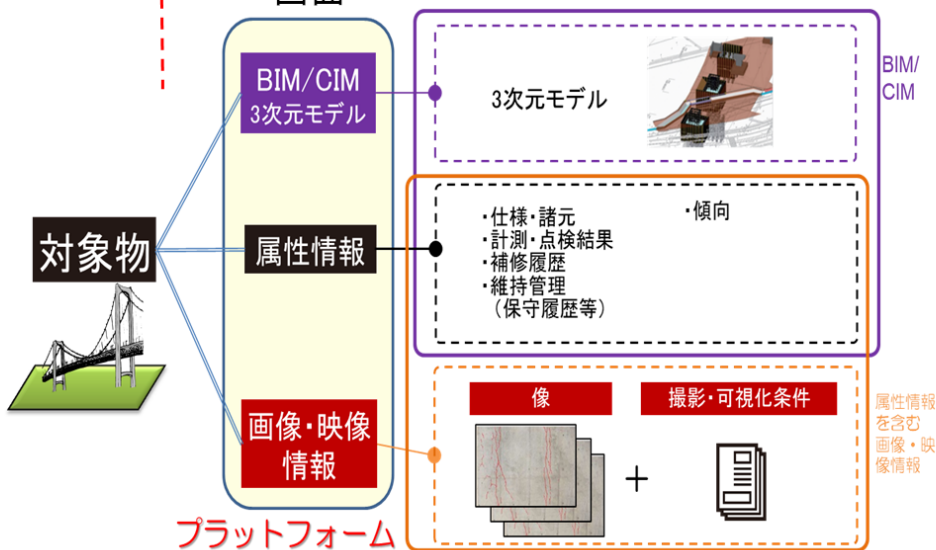 BIM/CIM
3次元モデル
3次元モデル
BIM/
CIM
対象物
属性情報
・仕様・諸元
・計測・点検結果
・補修履歴
・維持管理
(保守履歴等)
・傾向
画像・映像
情報
像
撮影・可視化条件
+
属性情報
を含む
画像・映
像情報
プラットフォーム